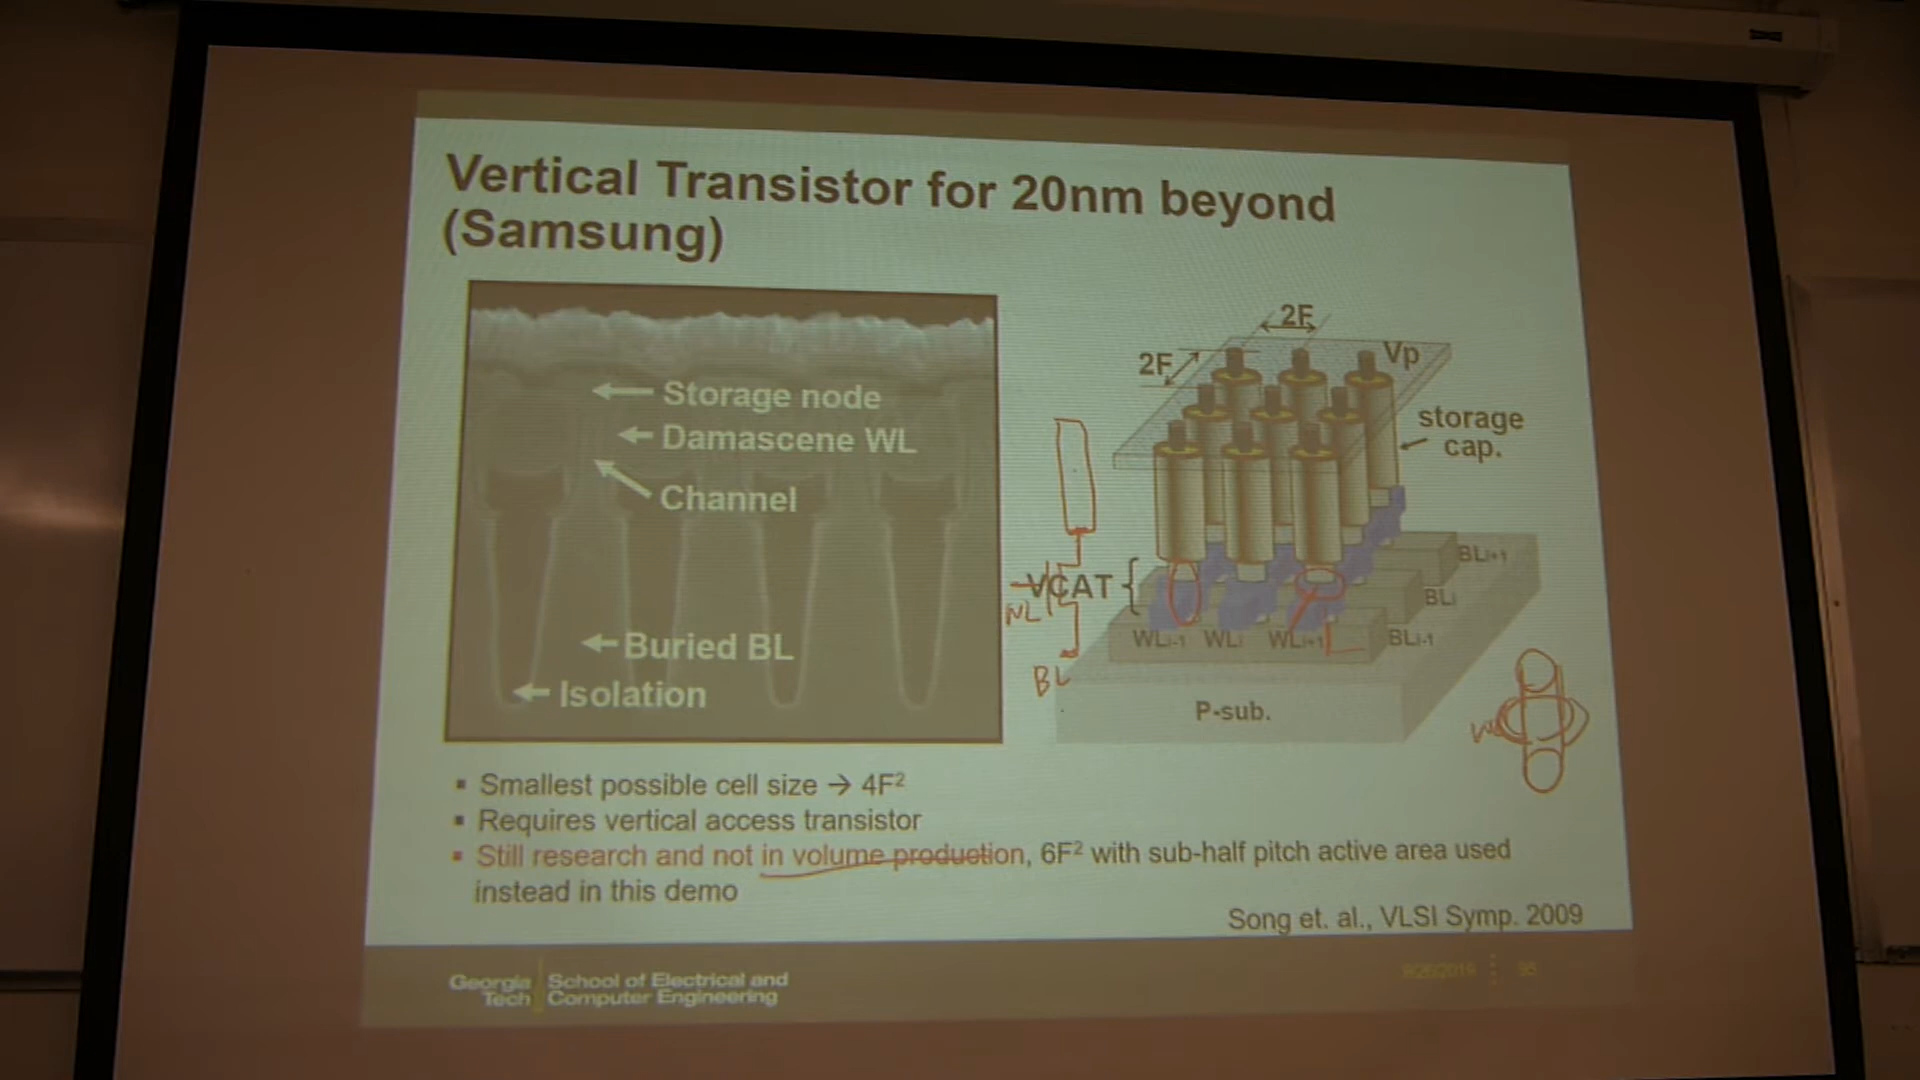 Vertical Transistor for 20nm beyond
(Samsung)
Storage node
Damascene WL
Channel
Buried BL
Isolation
2F
2F
Vp
storage
cap.
VCAT
WL
BL
BLi+1
BLi
BLi-1
WLi-1 WLi WLi+1
P-sub.
▪ Smallest possible cell size → 4F²
▪ Requires vertical access transistor
▪ Still research and not in volume production, 6F² with sub-half pitch active area used
instead in this demo
Song et. al., VLSI Symp. 2009
Georgia
Tech
School of Electrical and
Computer Engineering